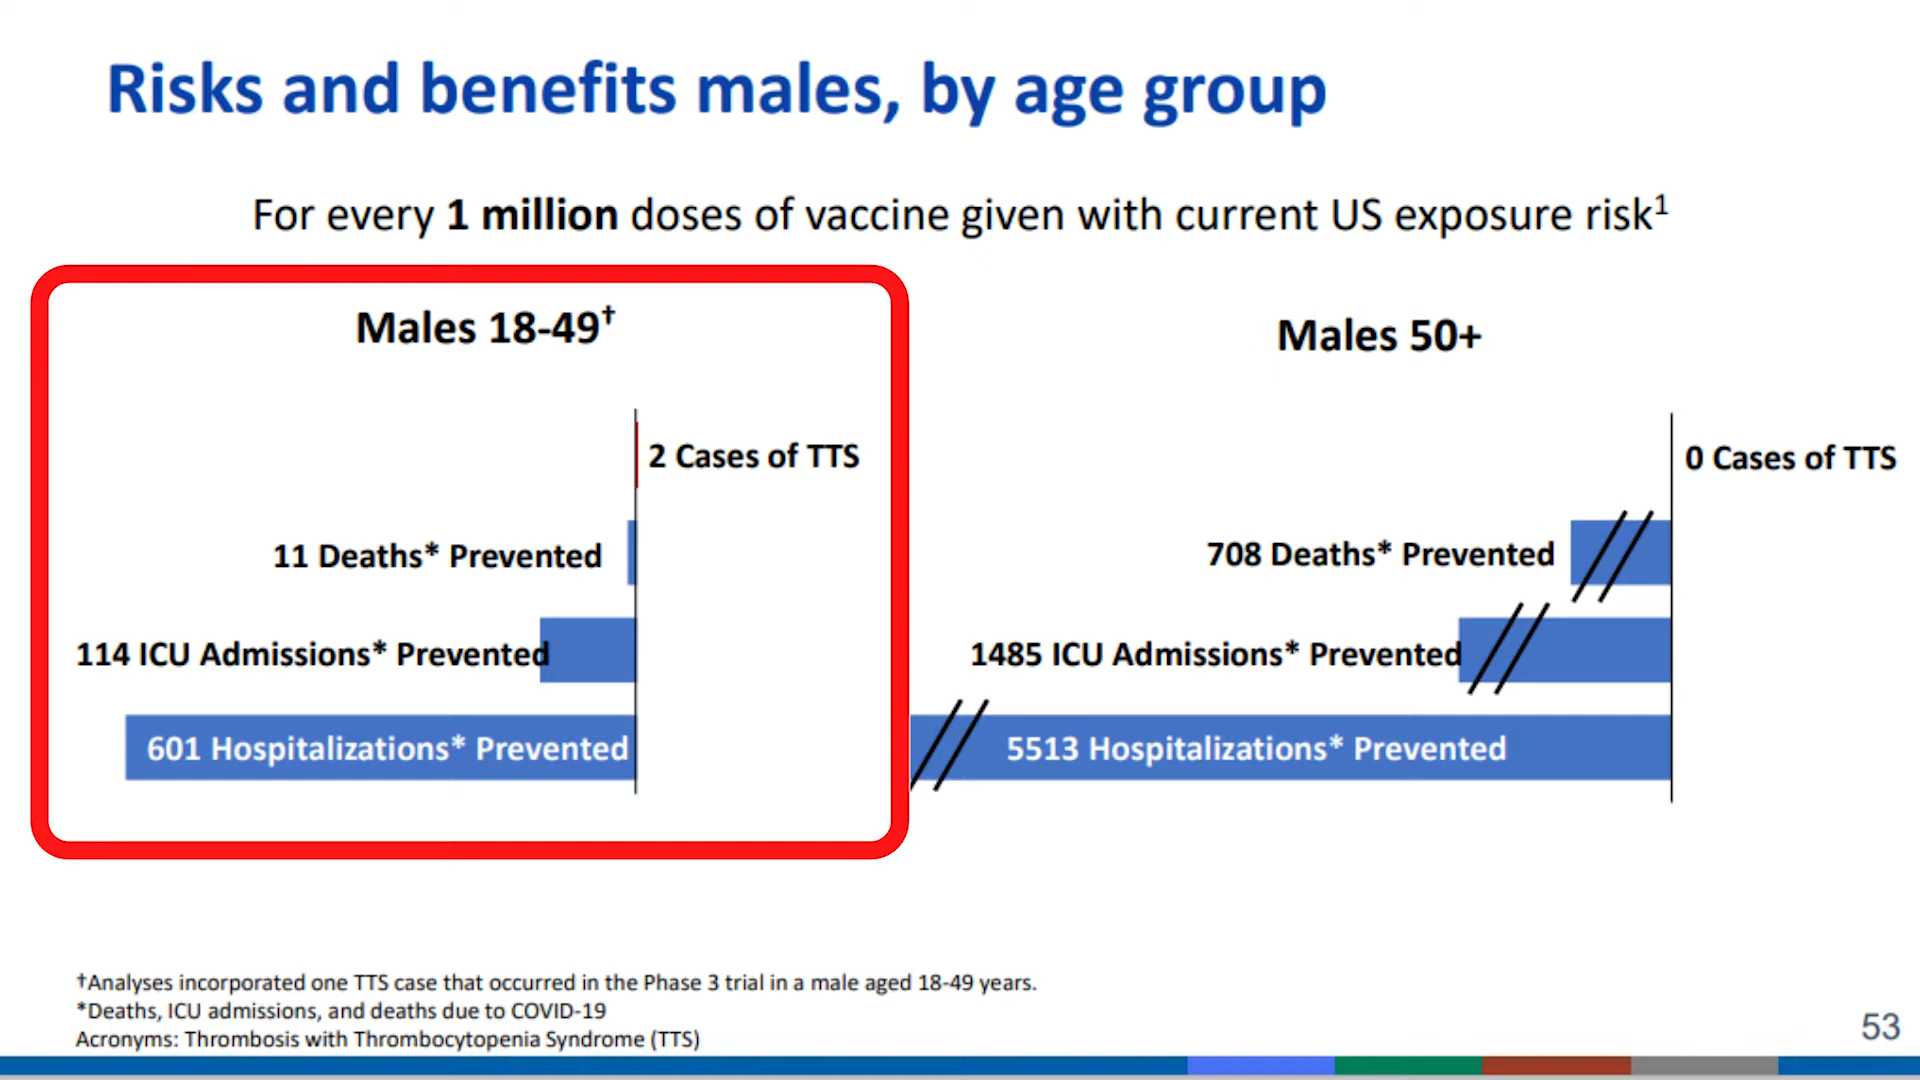 Risks and benefits males, by age group
For every 1 million doses of vaccine given with current US exposure risk¹
Males 18-49†
2 Cases of TTS
11 Deaths* Prevented
114 ICU Admissions* Prevented
601 Hospitalizations* Prevented
Males 50+
0 Cases of TTS
708 Deaths* Prevented
1485 ICU Admissions* Prevented
5513 Hospitalizations* Prevented
†Analyses incorporated one TTS case that occurred in the Phase 3 trial in a male aged 18-49 years.
*Deaths, ICU admissions, and deaths due to COVID-19
Acronyms: Thrombosis with Thrombocytopenia Syndrome (TTS)
53